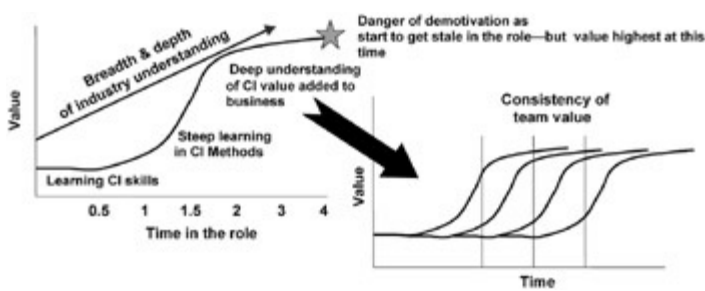 Danger of demotivation as
start to get stale in the role—but value highest at this
time
Breadth & depth
of industry understanding
Deep understanding
of CI value added to
business
Steep learning
in CI Methods
Learning CI skills
Value
0.5 1 1.5 2 3 4
Time in the role
Consistency of
team value
Value
Time